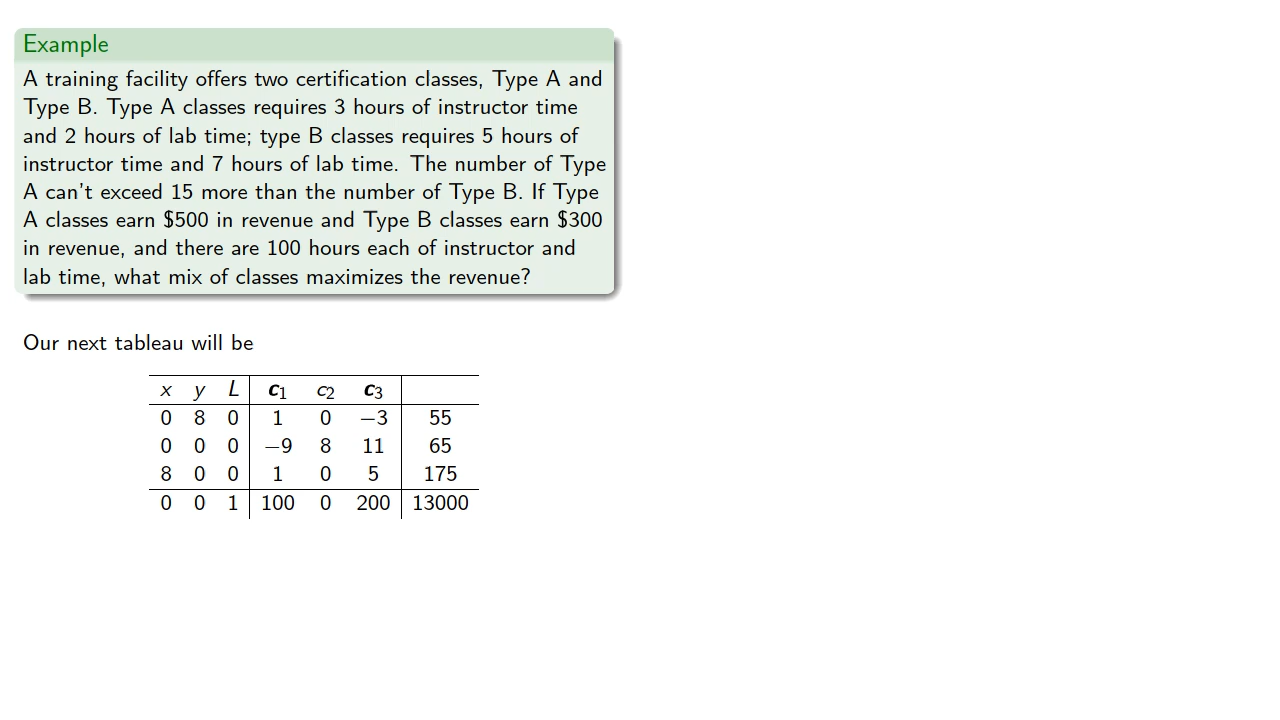 Example
A training facility offers two certification classes, Type A and
Type B. Type A classes requires 3 hours of instructor time
and 2 hours of lab time; type B classes requires 5 hours of
instructor time and 7 hours of lab time. The number of Type
A can't exceed 15 more than the number of Type B. If Type
A classes earn $500 in revenue and Type B classes earn $300
in revenue, and there are 100 hours each of instructor and
lab time, what mix of classes maximizes the revenue?
Our next tableau will be
x y L c₁ c₂ c₃
0 8 0 1 0 −3 55
0 0 0 −9 8 11 65
8 0 0 1 0 5 175
0 0 1 100 0 200 13000